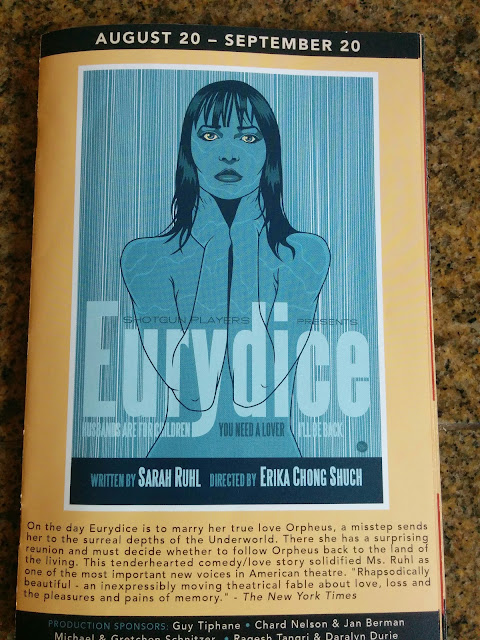 AUGUST 20 – SEPTEMBER 20
SHOTGUN PLAYERS PRESENTS
Eurydice
HUSBANDS ARE FOR CHILDREN YOU NEED A LOVER I'LL BE BACK
WRITTEN BY SARAH RUHL DIRECTED BY ERIKA CHONG SHUCH
On the day Eurydice is to marry her true love Orpheus, a misstep sends
her to the surreal depths of the Underworld. There she has a surprising
reunion and must decide whether to follow Orpheus back to the land of
the living. This tenderhearted comedy/love story solidified Ms. Ruhl as
one of the most important new voices in American theatre. "Rhapsodically
beautiful - an inexpressibly moving theatrical fable about love, loss and
the pleasures and pains of memory." - The New York Times
PRODUCTION SPONSORS: Guy Tiphane • Chard Nelson & Jan Berman
Michael & Gretchen Schnitzer • Ragesh Tangri & Daralyn Durie